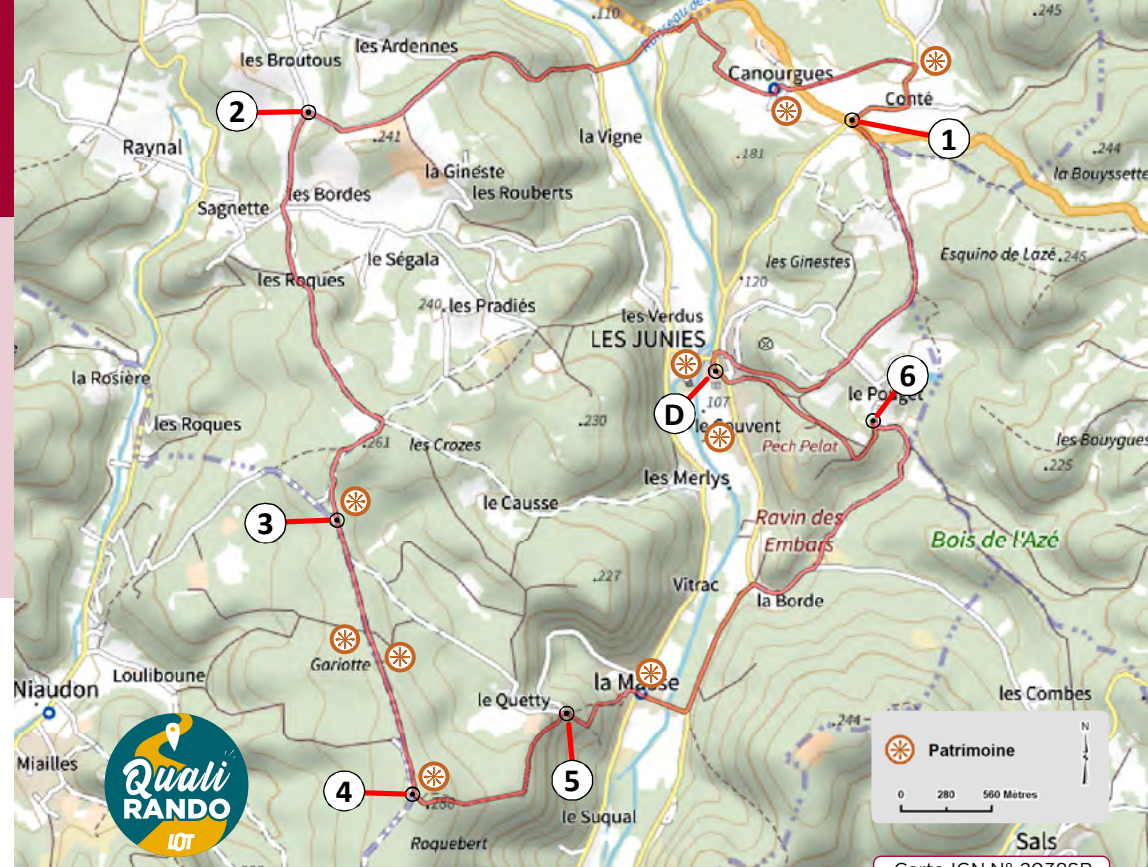 .110
.245
les Ardennes
les Broutous
Canourgues
Conté
2
1
.241
la Vigne
Raynal
.181
.244
la Bouyssette
la Gineste
les Rouberts
les Bordes
Sagnette
les Ginestes
Esquino de Lazé
.246
le Ségala
les Roques
.120
240.
les Pradiés
les Verdus
LES JUNIES
la Rosière
6
D
.107
les Roques
.230
le Couvent
Pech Pelat
.261
les Crozes
les Bouygues
.225
les Merlys
le Causse
3
Ravin des
Embars
Bois de l'Azé
.227
Vitrac
la Borde
Gariotte
Louliboune
Niaudon
le Quetty
la Masse
les Combes
.244
Quali
RANDO
LOT
Miailles
4
5
Roquebert
le Suqual
Patrimoine
N
0 280 560 Mètres
Sals